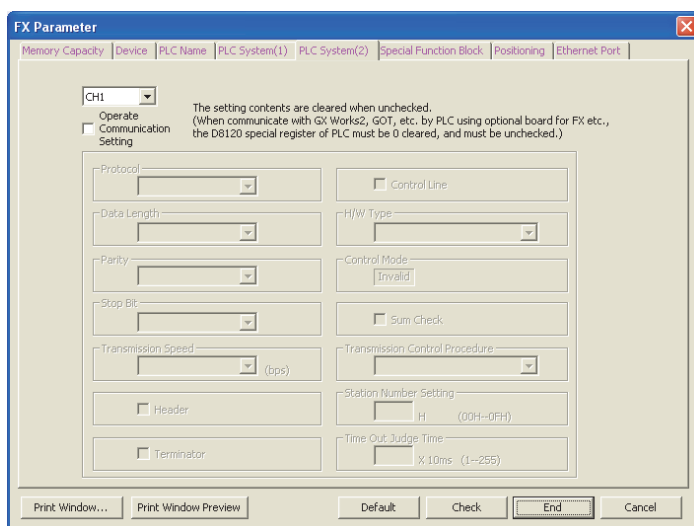 FX Parameter
Memory Capacity Device PLC Name PLC System(1) PLC System(2) Special Function Block Positioning Ethernet Port
CH1
Operate
Communication
Setting
The setting contents are cleared when unchecked.
(When communicate with GX Works2, GOT, etc. by PLC using optional board for FX etc.,
the D8120 special register of PLC must be 0 cleared, and must be unchecked.)
Protocol
Control Line
Data Length
H/W Type
Parity
Control Mode
Invalid
Stop Bit
Sum Check
Transmission Speed
(bps)
Transmission Control Procedure
Header
Station Number Setting
H (00H--0FH)
Terminator
Time Out Judge Time
X 10ms (1--255)
Print Window... Print Window Preview Default Check End Cancel